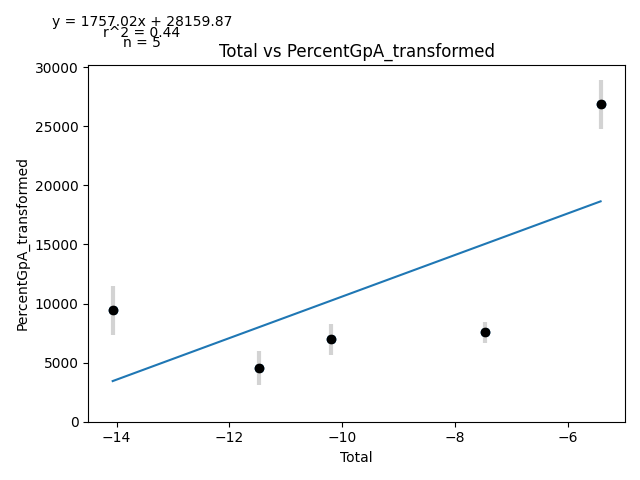 y = 1757.02x + 28159.87
r^2 = 0.44
n = 5
Total vs PercentGpA_transformed
30000
25000
20000
15000
10000
5000
0
PercentGpA_transformed
−14
−12
−10
−8
−6
Total